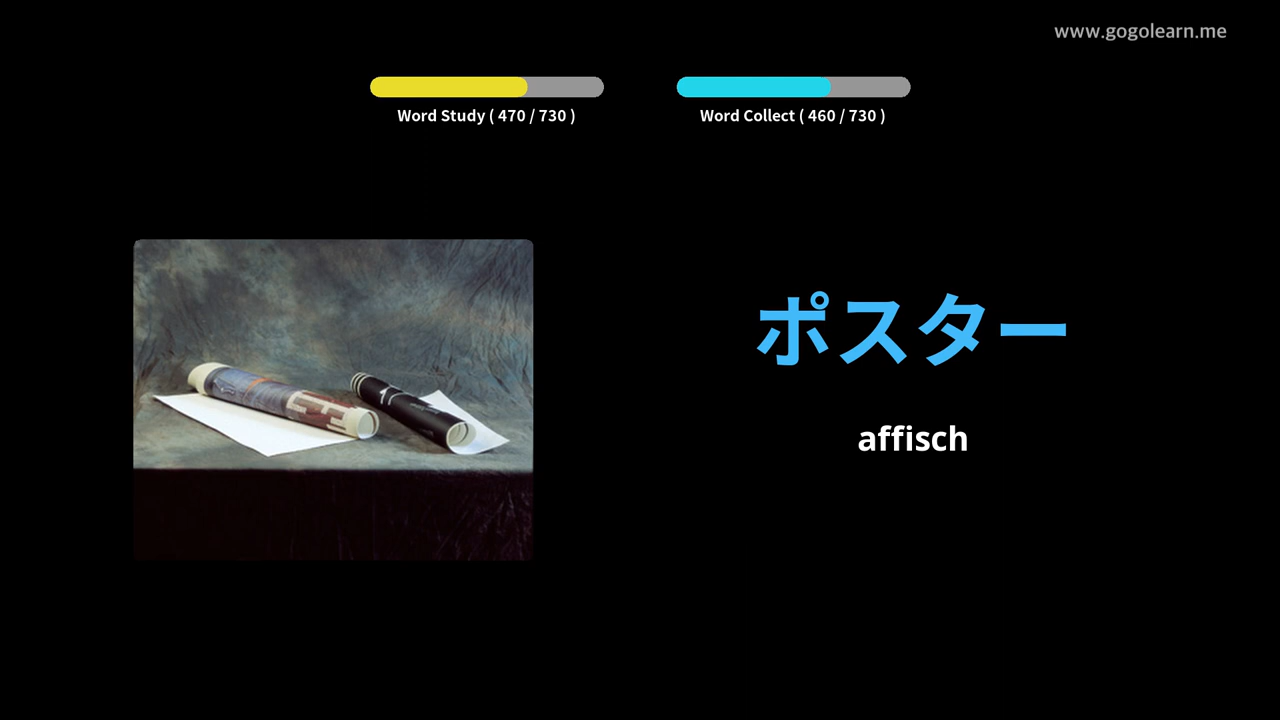 www.gogolearn.me
Word Study ( 470 / 730 )
Word Collect ( 460 / 730 )
ポスター
affisch